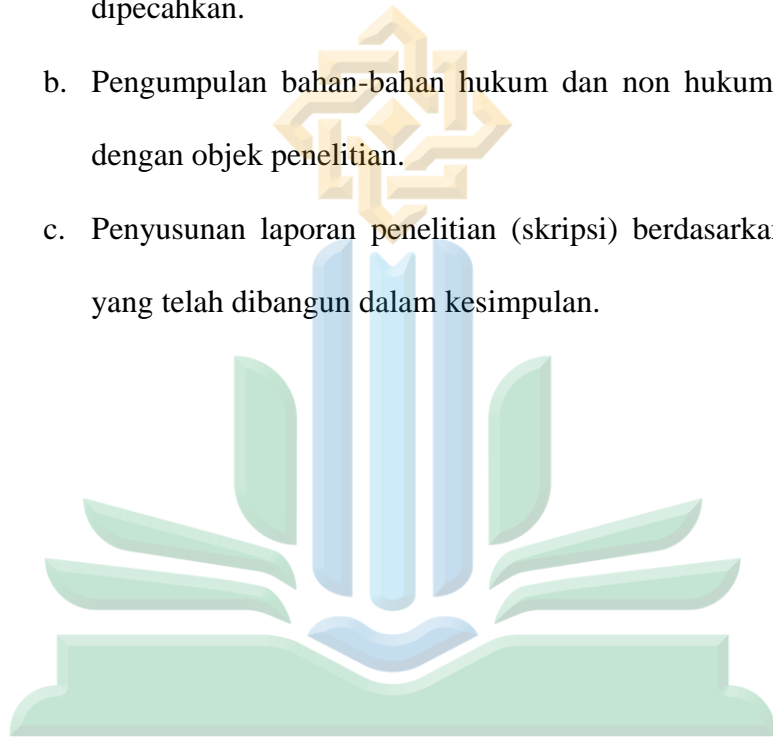 dipecahkan.
b. Pengumpulan bahan-bahan hukum dan non hukum
dengan objek penelitian.
c. Penyusunan laporan penelitian (skripsi) berdasarkan
yang telah dibangun dalam kesimpulan.